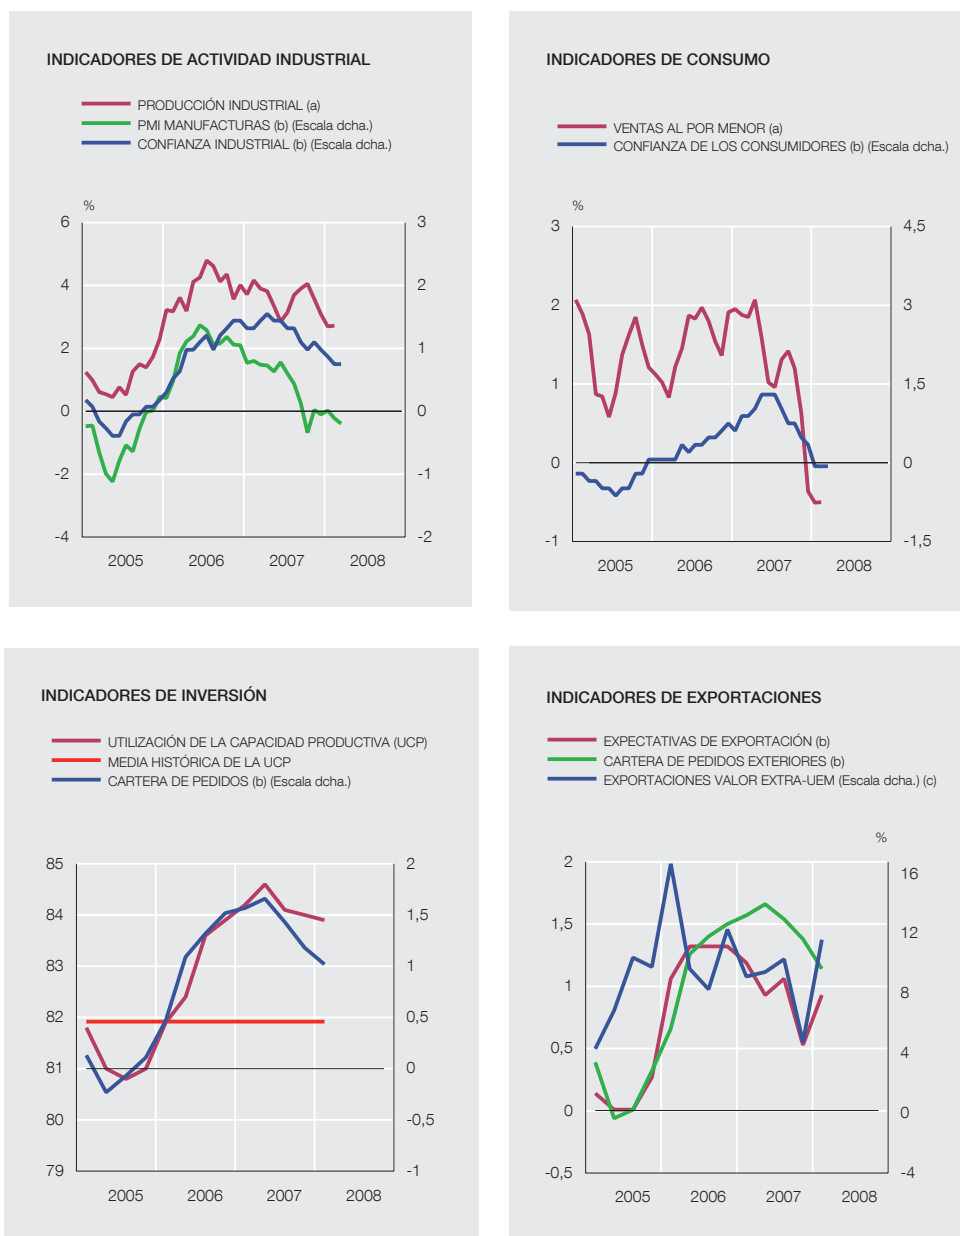 INDICADORES DE ACTIVIDAD INDUSTRIAL
PRODUCCIÓN INDUSTRIAL (a)
PMI MANUFACTURAS (b) (Escala dcha.)
CONFIANZA INDUSTRIAL (b) (Escala dcha.)
%
6 3
4 2
2 1
0 0
-2 -1
-4 -2
2005 2006 2007 2008
INDICADORES DE CONSUMO
VENTAS AL POR MENOR (a)
CONFIANZA DE LOS CONSUMIDORES (b) (Escala dcha.)
%
3 4,5
2 3
1 1,5
0 0
-1 -1,5
2005 2006 2007 2008
INDICADORES DE INVERSIÓN
UTILIZACIÓN DE LA CAPACIDAD PRODUCTIVA (UCP)
MEDIA HISTÓRICA DE LA UCP
CARTERA DE PEDIDOS (b) (Escala dcha.)
85 2
84 1,5
83 1
82 0,5
81 0
80 -0,5
79 -1
2005 2006 2007 2008
INDICADORES DE EXPORTACIONES
EXPECTATIVAS DE EXPORTACIÓN (b)
CARTERA DE PEDIDOS EXTERIORES (b)
EXPORTACIONES VALOR EXTRA-UEM (Escala dcha.) (c)
%
2 16
1,5 12
1 8
0,5 4
0 0
-0,5 -4
2005 2006 2007 2008